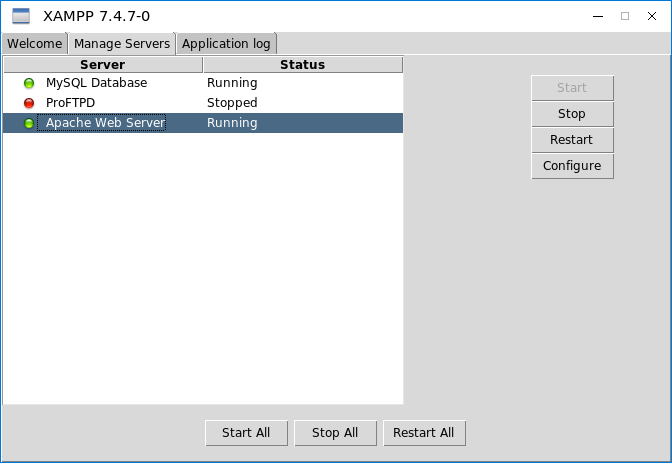 XAMPP 7.4.7-0
Welcome Manage Servers Application log
Server Status
MySQL Database Running
ProFTPD Stopped
Apache Web Server Running
Start
Stop
Restart
Configure
Start All Stop All Restart All